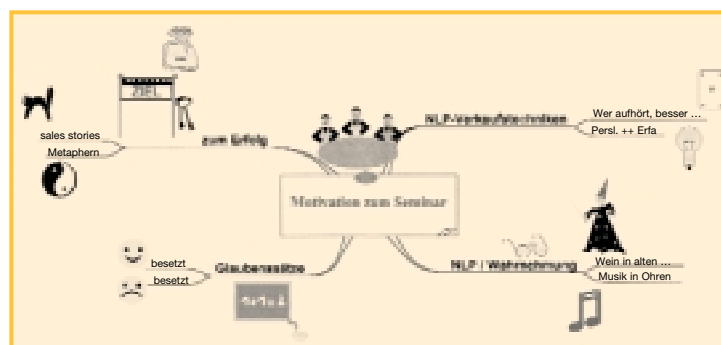 ZIEL
sales stories
Metaphern
zum Erfolg
NLP-Verkaufstechniken
Wer aufhört, besser ...
Persl. ++ Erfa
Motivation zum Seminar
besetzt
besetzt
Glaubenssätze
NLP / Wahrnehmung
Wein in alten ...
Musik in Ohren